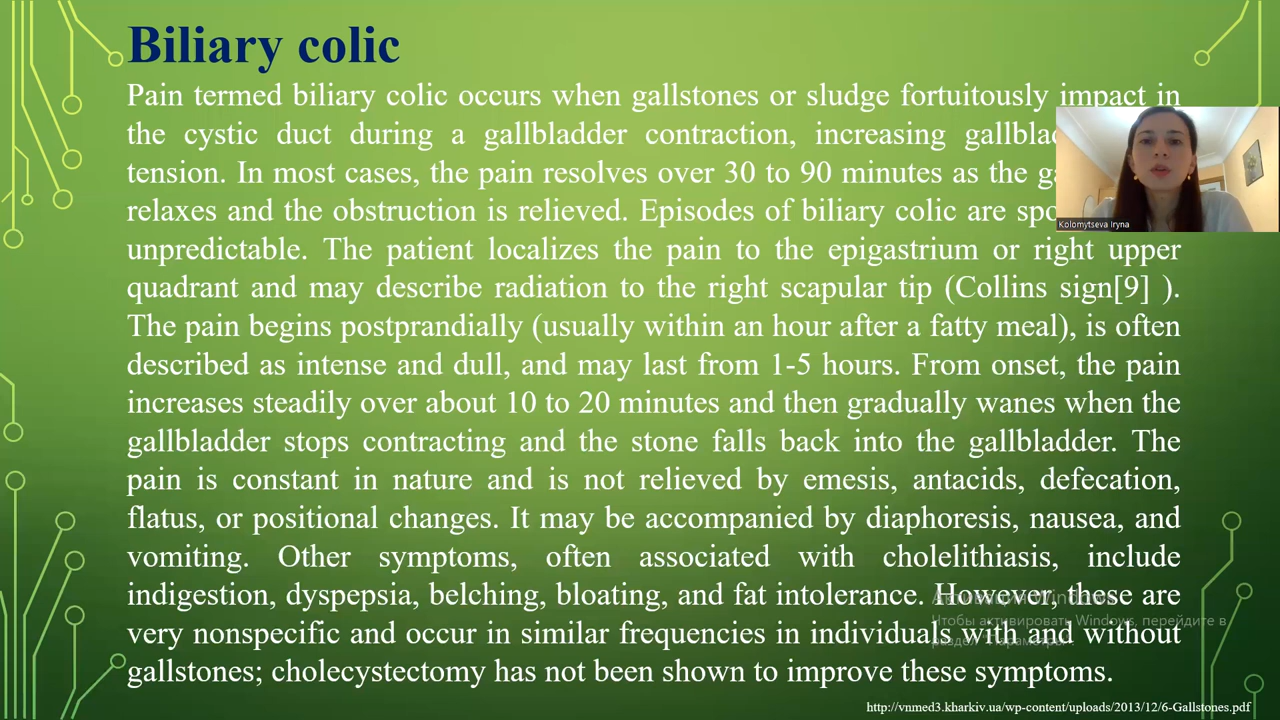 Biliary colic
Pain termed biliary colic occurs when gallstones or sludge fortuitously impact in
the cystic duct during a gallbladder contraction, increasing
tension. In most cases, the pain resolves over 30 to 90 minutes as the
relaxes and the obstruction is relieved. Episodes of biliary colic are
unpredictable. The patient localizes the pain to the epigastrium or right upper
quadrant and may describe radiation to the right scapular tip (Collins sign[9] ).
The pain begins postprandially (usually within an hour after a fatty meal), is often
described as intense and dull, and may last from 1-5 hours. From onset, the pain
increases steadily over about 10 to 20 minutes and then gradually wanes when the
gallbladder stops contracting and the stone falls back into the gallbladder. The
pain is constant in nature and is not relieved by emesis, antacids, defecation,
flatus, or positional changes. It may be accompanied by diaphoresis, nausea, and
vomiting. Other symptoms, often associated with cholelithiasis, include
indigestion, dyspepsia, belching, bloating, and fat intolerance. However, these are
very nonspecific and occur in similar frequencies in individuals with and without
gallstones; cholecystectomy has not been shown to improve these symptoms.
Kolomytseva Iryna
Активация Windows
Чтобы активировать Windows, перейдите в
раздел "Параметры".
http://vnmed3.kharkiv.ua/wp-content/uploads/2013/12/6-Gallstones.pdf